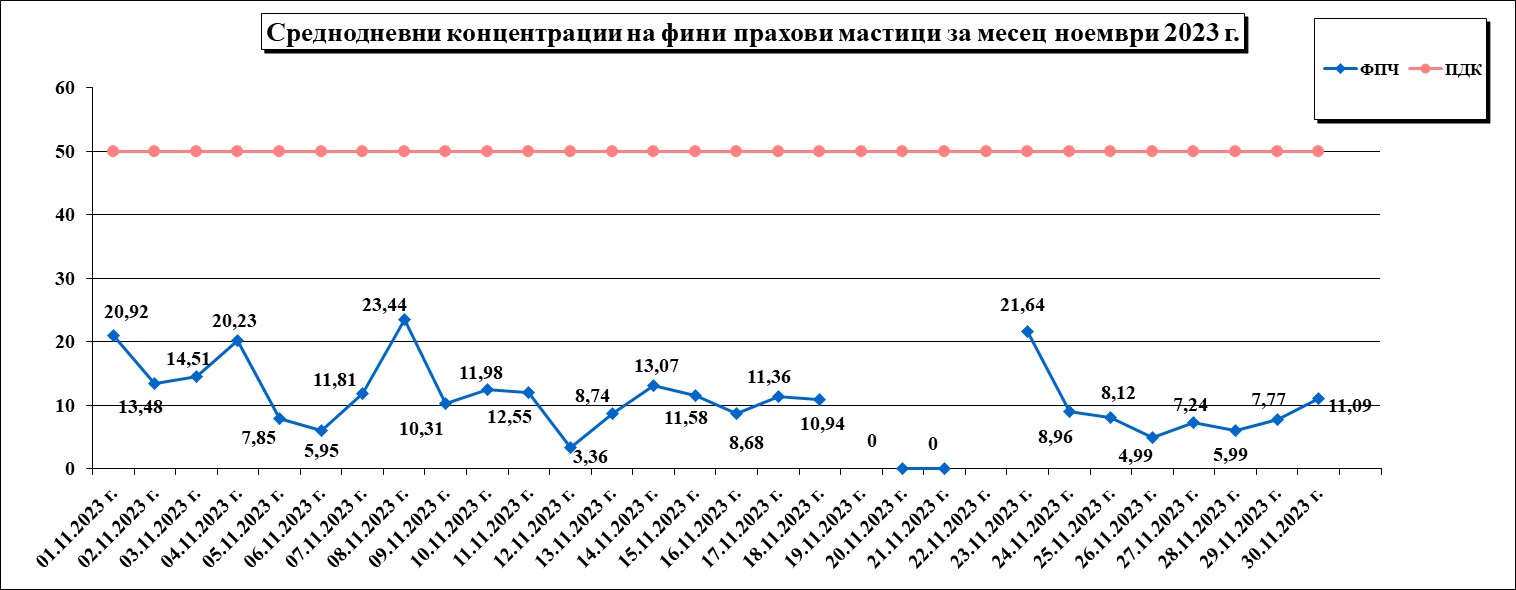 Среднодневни концентрации на фини прахови мастици за месец ноември 2023 г.
ФПЧ ПДК
60
50
40
30
20
10
0
20,92
13,48
14,51
20,23
7,85
5,95
11,81
23,44
10,31
11,98
12,55
3,36
8,74
13,07
11,58
8,68
11,36
10,94
0
0
21,64
8,96
8,12
4,99
7,24
5,99
7,77
11,09
01.11.2023 г.
02.11.2023 г.
03.11.2023 г.
04.11.2023 г.
05.11.2023 г.
06.11.2023 г.
07.11.2023 г.
08.11.2023 г.
09.11.2023 г.
10.11.2023 г.
11.11.2023 г.
12.11.2023 г.
13.11.2023 г.
14.11.2023 г.
15.11.2023 г.
16.11.2023 г.
17.11.2023 г.
18.11.2023 г.
19.11.2023 г.
20.11.2023 г.
21.11.2023 г.
22.11.2023 г.
23.11.2023 г.
24.11.2023 г.
25.11.2023 г.
26.11.2023 г.
27.11.2023 г.
28.11.2023 г.
29.11.2023 г.
30.11.2023 г.